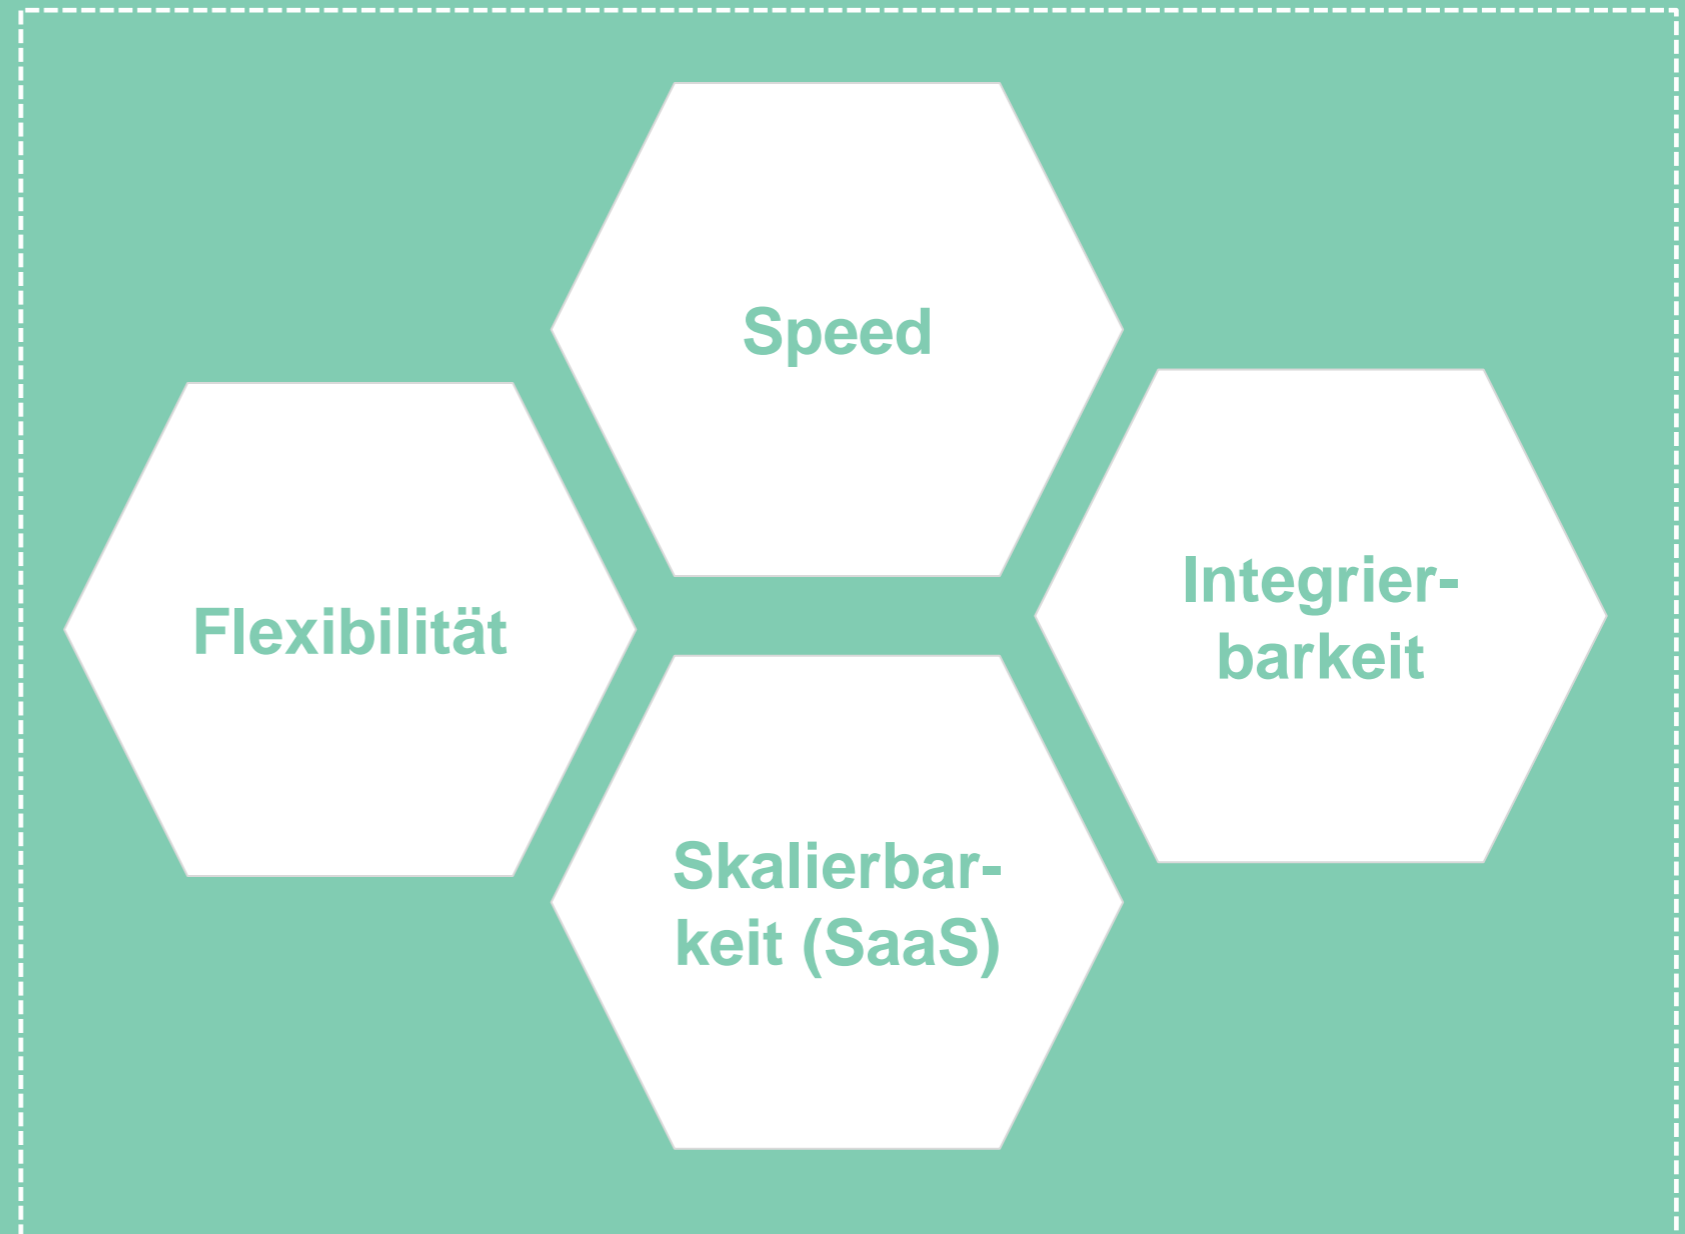 Speed
Flexibilität
Integrier-
barkeit
Skalierbar-
keit (SaaS)